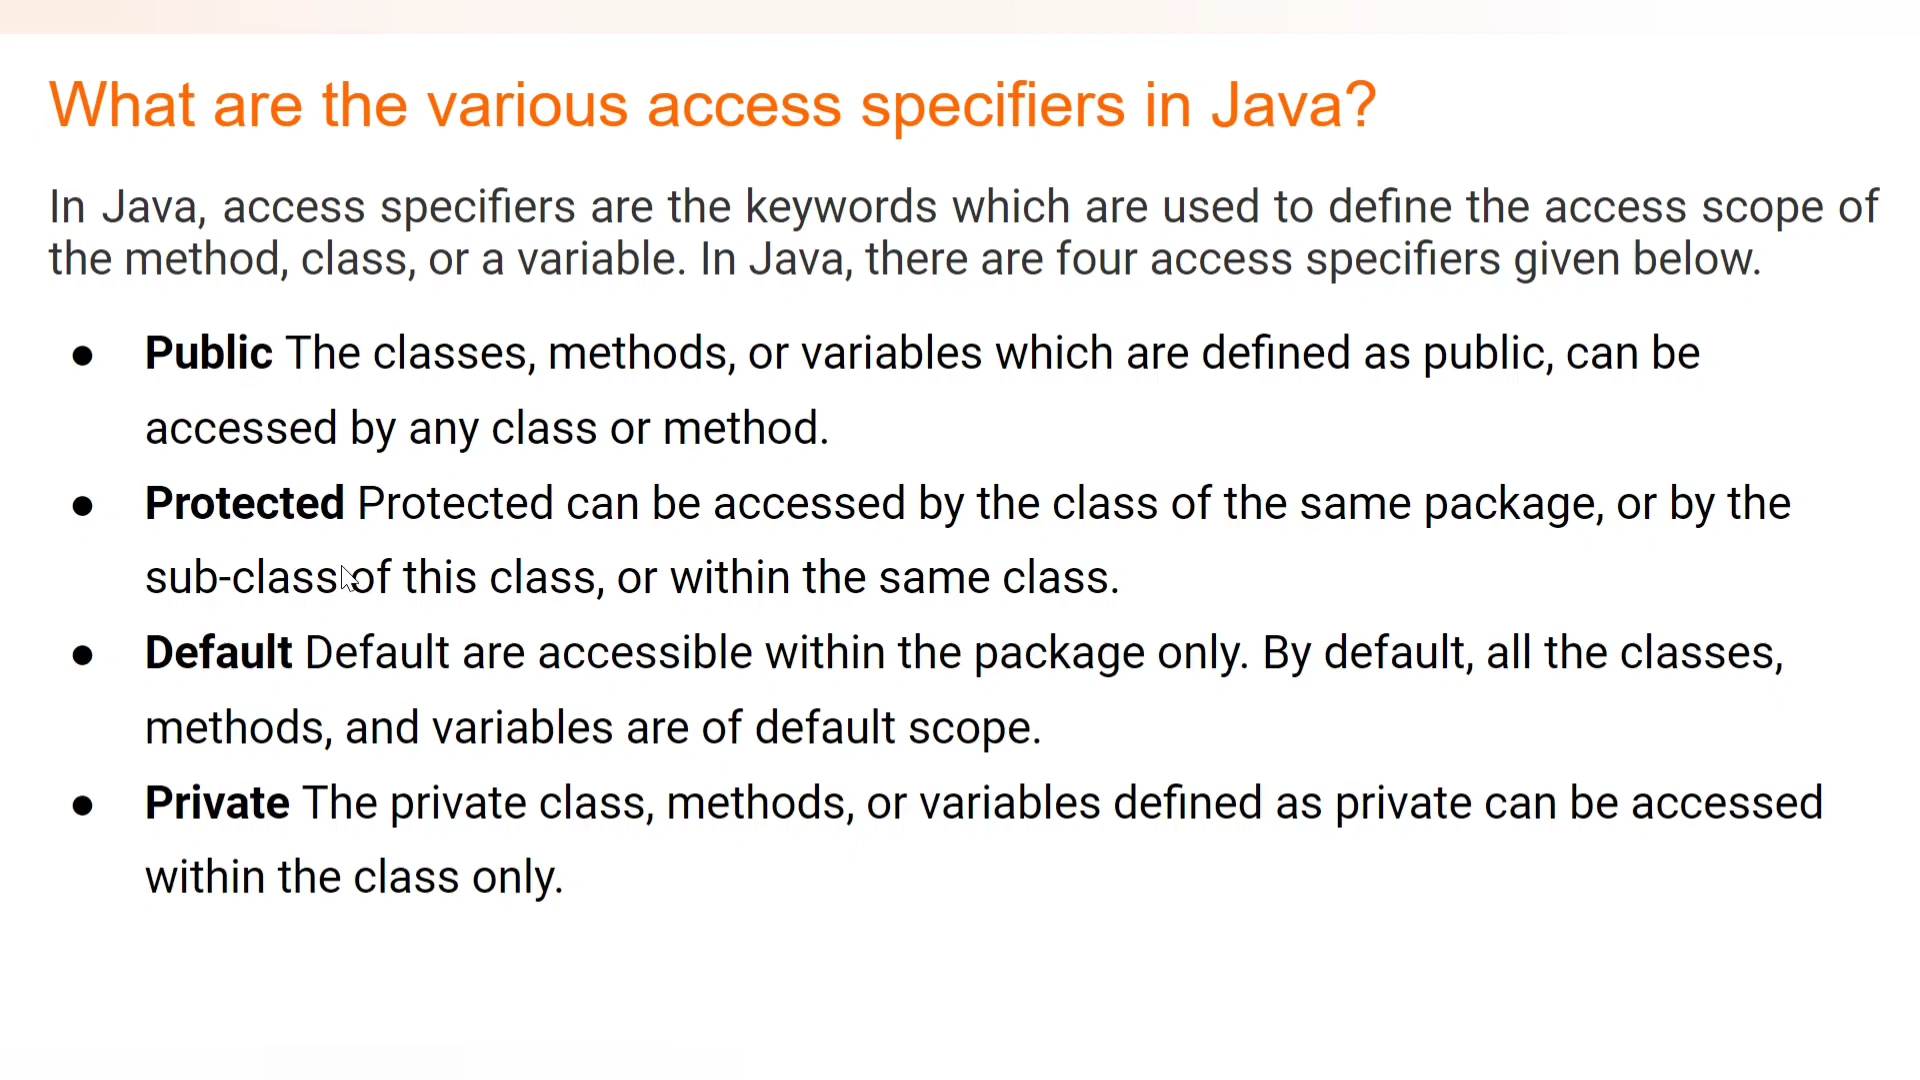 What are the various access specifiers in Java?
In Java, access specifiers are the keywords which are used to define the access scope of
the method, class, or a variable. In Java, there are four access specifiers given below.
● Public The classes, methods, or variables which are defined as public, can be
accessed by any class or method.
● Protected Protected can be accessed by the class of the same package, or by the
sub-class of this class, or within the same class.
● Default Default are accessible within the package only. By default, all the classes,
methods, and variables are of default scope.
● Private The private class, methods, or variables defined as private can be accessed
within the class only.